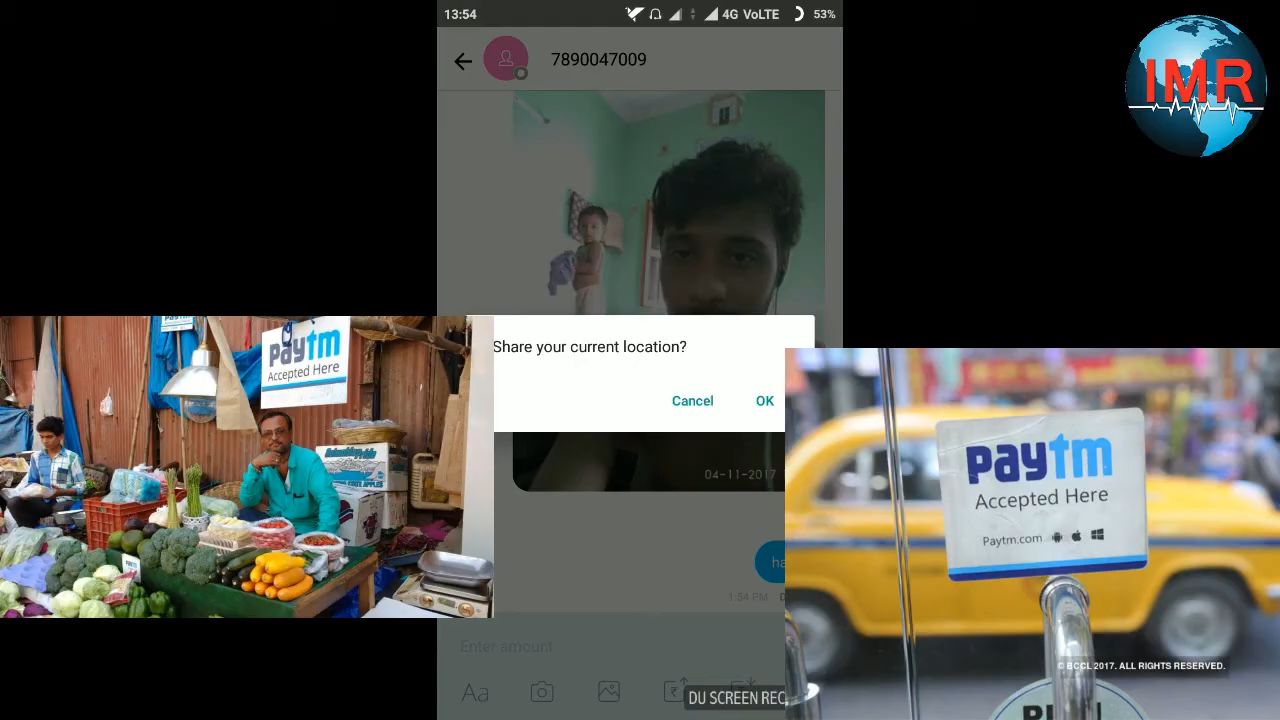 13:54
4G VoLTE
53%
7890047009
IMR
paytm
Accepted Here
Share your current location?
Cancel
OK
04-11-2017
ha
1:54 PM
Enter amount
Aa
DU SCREEN REC
paytm
Accepted Here
Paytm.com
© BCCL 2017. ALL RIGHTS RESERVED.